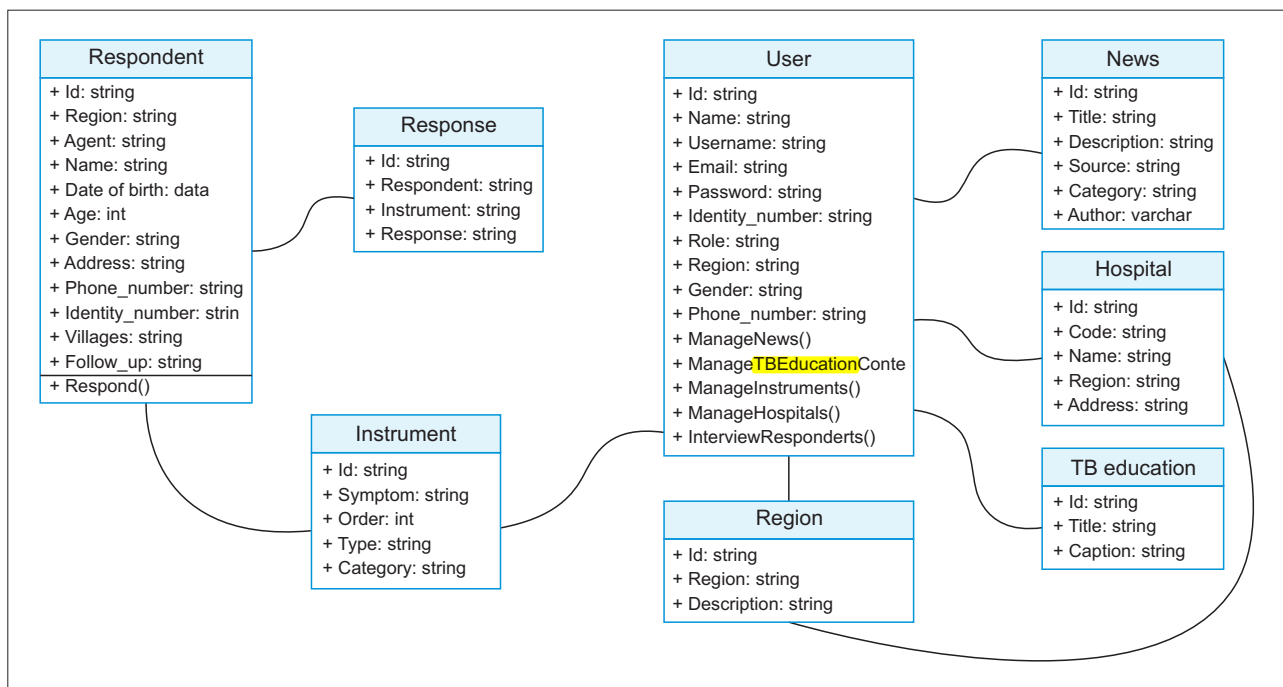 Respondent
+ Id: string
+ Region: string
+ Agent: string
+ Name: string
+ Date of birth: data
+ Age: int
+ Gender: string
+ Address: string
+ Phone_number: string
+ Identity_number: strin
+ Villages: string
+ Follow_up: string
+ Respond()
Response
+ Id: string
+ Respondent: string
+ Instrument: string
+ Response: string
Instrument
+ Id: string
+ Symptom: string
+ Order: int
+ Type: string
+ Category: string
User
+ Id: string
+ Name: string
+ Username: string
+ Email: string
+ Password: string
+ Identity_number: string
+ Role: string
+ Region: string
+ Gender: string
+ Phone_number: string
+ ManageNews()
+ ManageTBEducationConte
+ ManageInstruments()
+ ManageHospitals()
+ InterviewResponderts()
Region
+ Id: string
+ Region: string
+ Description: string
News
+ Id: string
+ Title: string
+ Description: string
+ Source: string
+ Category: string
+ Author: varchar
Hospital
+ Id: string
+ Code: string
+ Name: string
+ Region: string
+ Address: string
TB education
+ Id: string
+ Title: string
+ Caption: string